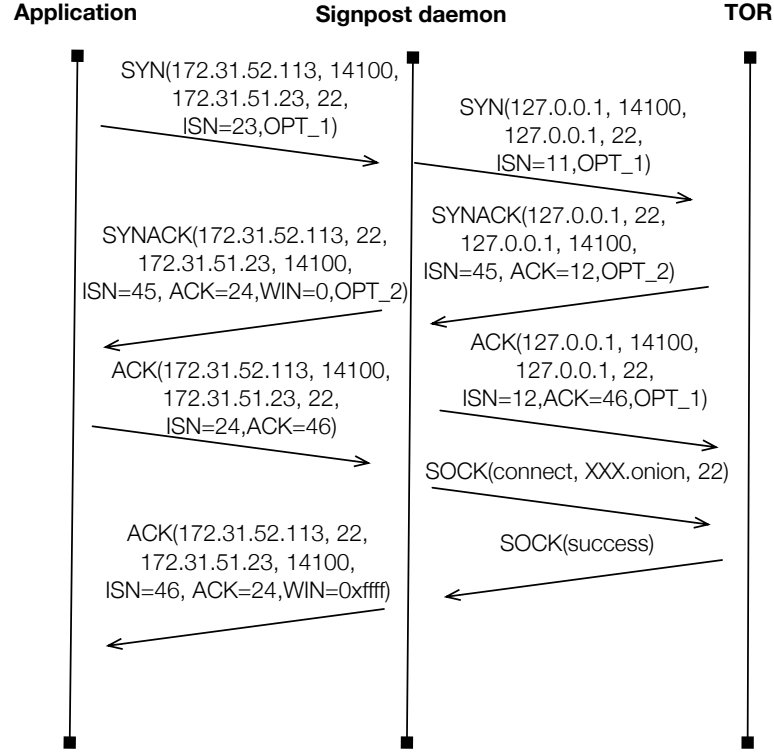 Application
Signpost daemon
TOR
SYN(172.31.52.113, 14100,
172.31.51.23, 22,
ISN=23,OPT_1)
SYN(127.0.0.1, 14100,
127.0.0.1, 22,
ISN=11,OPT_1)
SYNACK(127.0.0.1, 22,
127.0.0.1, 14100,
ISN=45, ACK=12,OPT_2)
SYNACK(172.31.52.113, 22,
172.31.51.23, 14100,
ISN=45, ACK=24,WIN=0,OPT_2)
ACK(127.0.0.1, 14100,
127.0.0.1, 22,
ISN=12,ACK=46,OPT_1)
ACK(172.31.52.113, 14100,
172.31.51.23, 22,
ISN=24,ACK=46)
SOCK(connect, XXX.onion, 22)
SOCK(success)
ACK(172.31.52.113, 22,
172.31.51.23, 14100,
ISN=46, ACK=24,WIN=0xffff)